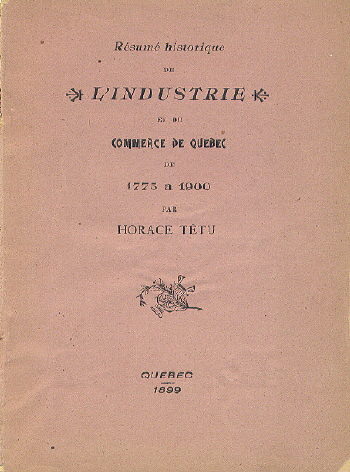 Résumé historique
DE
L'INDUSTRIE
ET DU
COMMERCE DE QUEBEC
DE
1775 a 1900
PAR
HORACE TÊTU
QUEBEC
1899